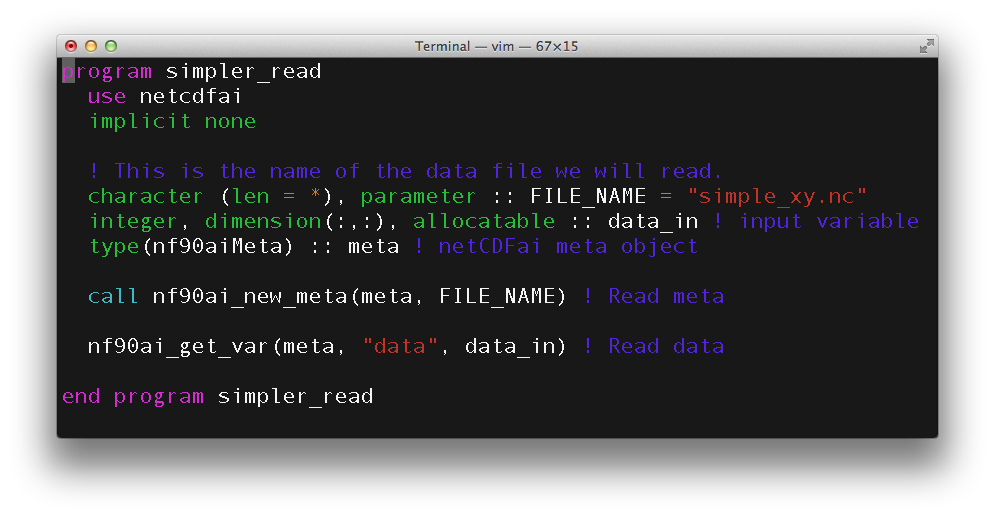 Terminal — vim — 67×15
program simpler_read
  use netcdfai
  implicit none

  ! This is the name of the data file we will read.
  character (len = *), parameter :: FILE_NAME = "simple_xy.nc"
  integer, dimension(:,:), allocatable :: data_in ! input variable
  type(nf90aiMeta) :: meta ! netCDFai meta object

  call nf90ai_new_meta(meta, FILE_NAME) ! Read meta

  nf90ai_get_var(meta, "data", data_in) ! Read data

end program simpler_read